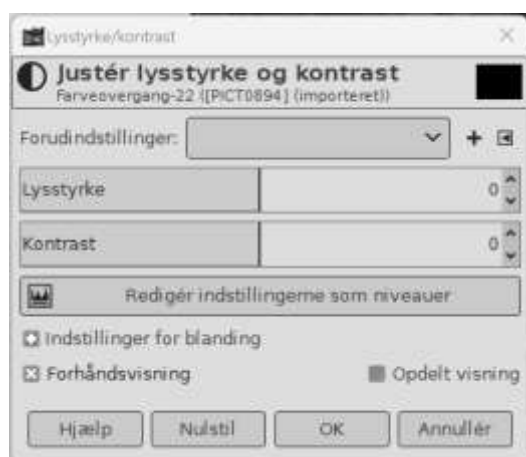 Lysstyrke/kontrast
Justér lysstyrke og kontrast
Farveovergang-22 ([PICT0894] (importeret))
Forudindstillinger:
Lysstyrke 0
Kontrast 0
Redigér indstillingerne som niveauer
Indstillinger for blanding
Forhåndsvisning Opdelt visning
Hjælp Nulstil OK Annullér